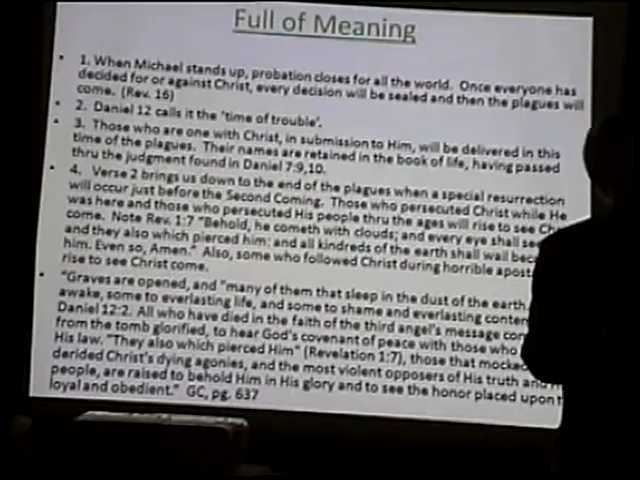 Full of Meaning
• 1. When Michael stands up, probation closes for all the world. Once everyone has
decided for or against Christ, every decision will be sealed and then the plagues will
come. (Rev. 16)
• 2. Daniel 12 calls it the 'time of trouble'.
• 3. Those who are one with Christ, in submission to Him, will be delivered in this
time of the plagues. Their names are retained in the book of life, having passed
thru the judgment found in Daniel 7:9,10.
• 4. Verse 2 brings us down to the end of the plagues when a special resurrection
will occur just before the Second Coming. Those who persecuted Christ while He
was here and those who persecuted His people thru the ages will rise to see
come. Note Rev. 1:7 "Behold, he cometh with clouds; and every eye shall
and they also which pierced him: and all kindreds of the earth shall wail
him. Even so, Amen." Also, some who followed Christ during horrible
rise to see Christ come.
• "Graves are opened, and "many of them that sleep in the dust of the earth
awake, some to everlasting life, and some to shame and everlasting
Daniel 12:2. All who have died in the faith of the third angel's message
from the tomb glorified, to hear God's covenant of peace with those who
His law. "They also which pierced Him" (Revelation 1:7), those that
derided Christ's dying agonies, and the most violent opposers of His truth and
people, are raised to behold Him in His glory and to see the honor placed upon
loyal and obedient." GC, pg. 637